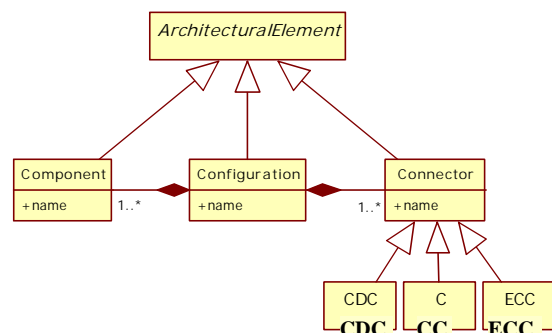 ArchitecturalElement
Component
Configuration
Connector
+name
1..*
+name
1..*
+name
CDC
C
ECC
CDC
CC
ECC